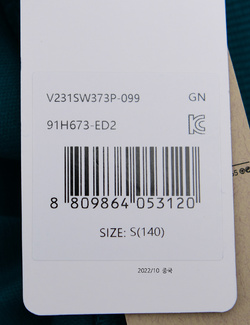 V231SW373P-099 GN
91H673-ED2
8 809864 053120
SIZE: S(140)
2022/10 중국